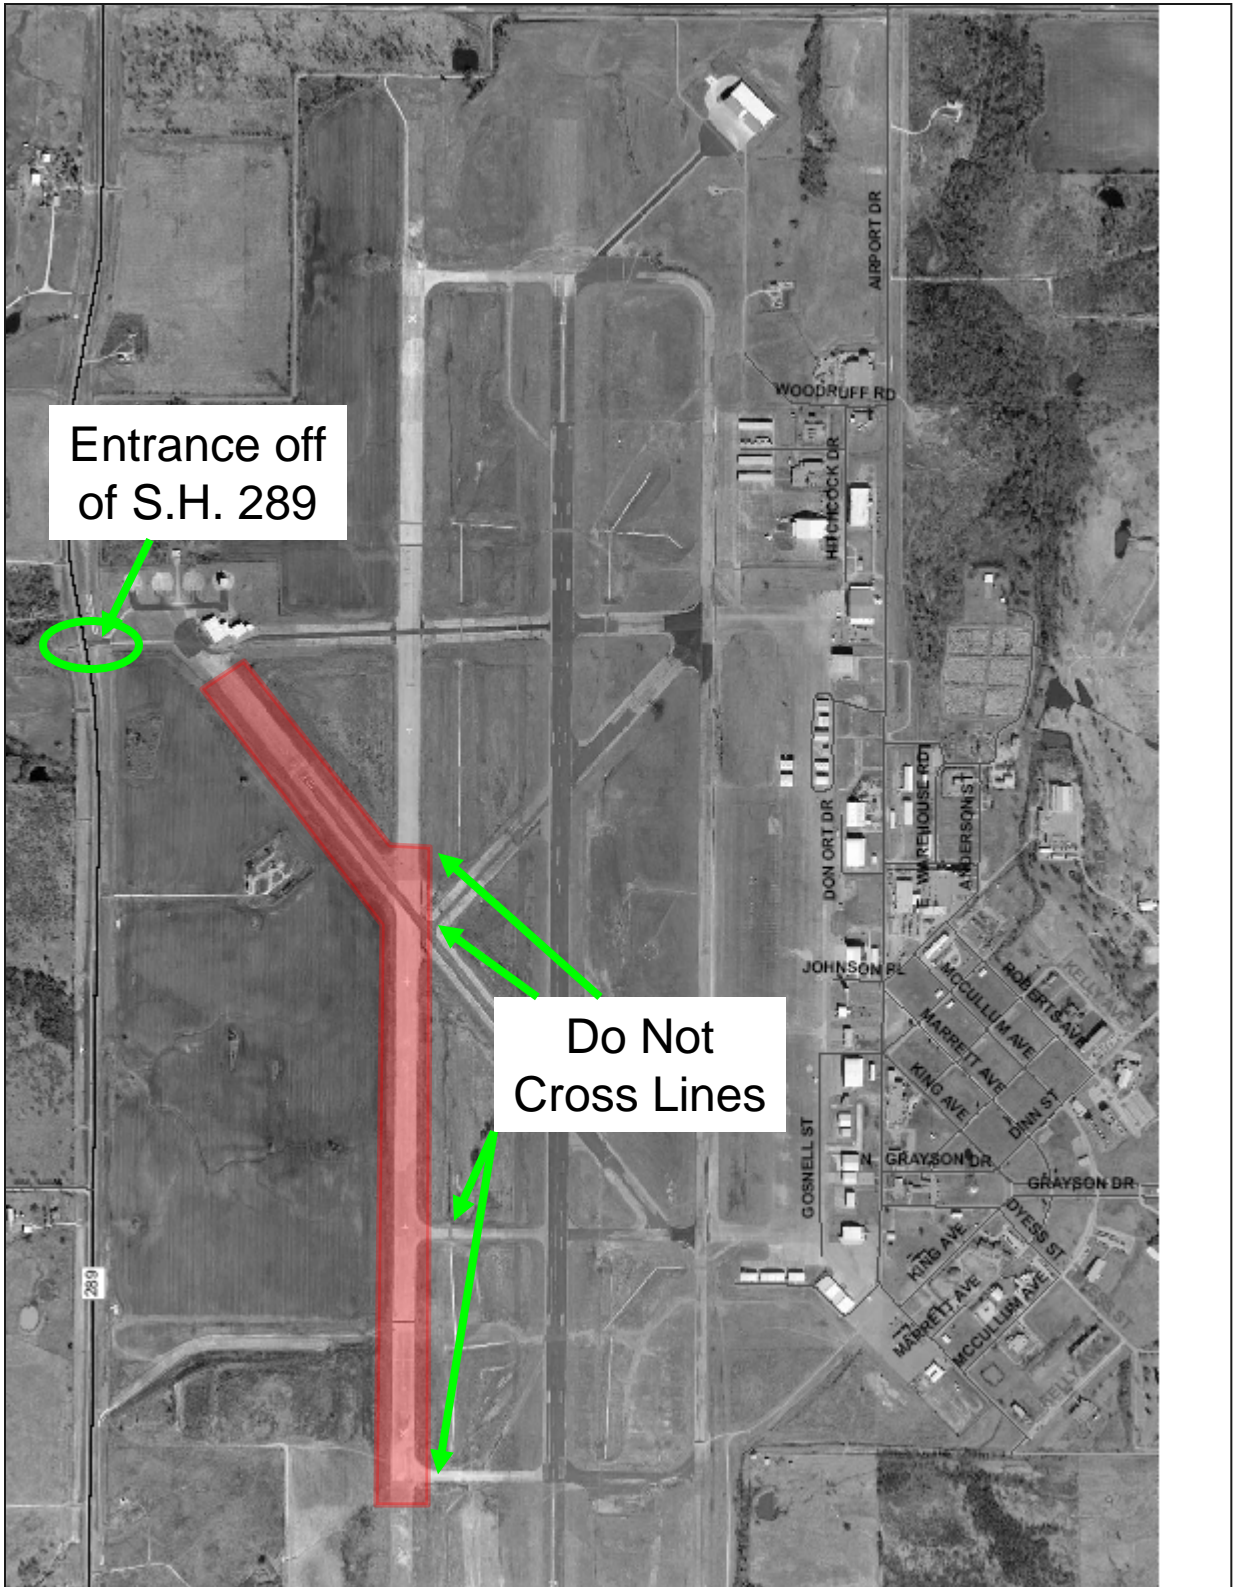 AIRPORT DR
WOODRUFF RD
HITCHCOCK DR
Entrance off
of S.H. 289
WAREHOUSE RD
ANDERSON ST
DON ORT DR
JOHNSON PL
MCCULLUM AVE
ROBERTS AVE
KELLY
MARRETT AVE
KING AVE
DINN ST
Do Not
Cross Lines
GOSNELL ST
N GRAYSON DR
GRAYSON DR
DYESS ST
KING AVE
MARRETT AVE
MCCULLUM AVE
KELLY
289